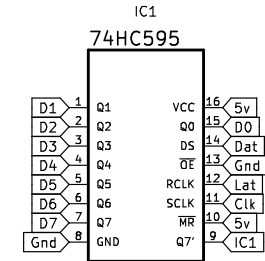 IC1
74HC595
D1 1 Q1 VCC 16 5v
D2 2 Q2 Q0 15 D0
D3 3 Q3 DS 14 Dat
D4 4 Q4 OE 13 Gnd
D5 5 Q5 RCLK 12 Lat
D6 6 Q6 SCLK 11 Clk
D7 7 Q7 MR 10 5v
Gnd 8 GND Q7' 9 IC1